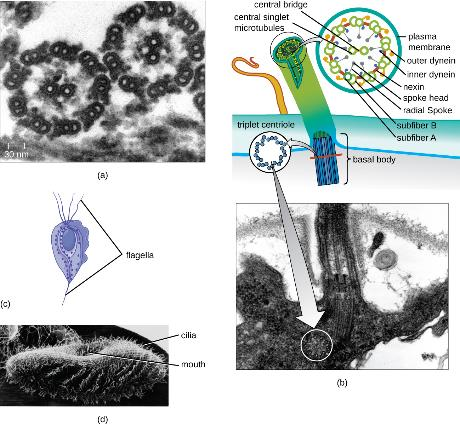 30 nm
(a)
central bridge
central singlet
microtubules
plasma
membrane
outer dynein
inner dynein
nexin
spoke head
radial Spoke
subfiber B
subfiber A
triplet centriole
basal body
(b)
flagella
(c)
cilia
mouth
(d)